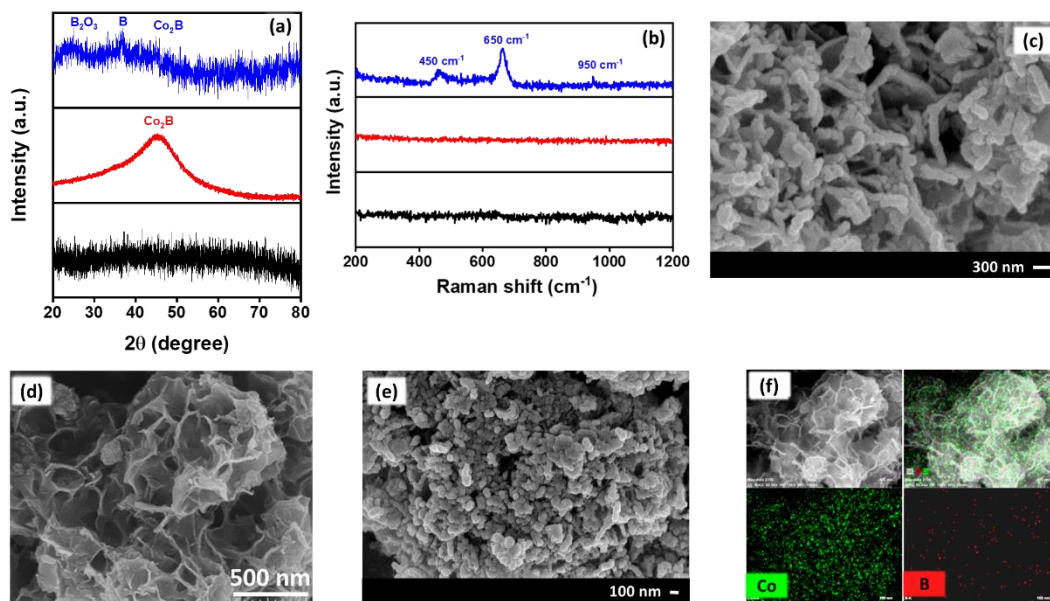 (a)
B₂O₃ B Co₂B
Co₂B
Intensity (a.u.)
20 30 40 50 60 70 80
2θ (degree)
(b)
450 cm⁻¹
650 cm⁻¹
950 cm⁻¹
Intensity (a.u.)
200 400 600 800 1000 1200
Raman shift (cm⁻¹)
(c)
300 nm
(d)
500 nm
(e)
100 nm
(f)
Co
B